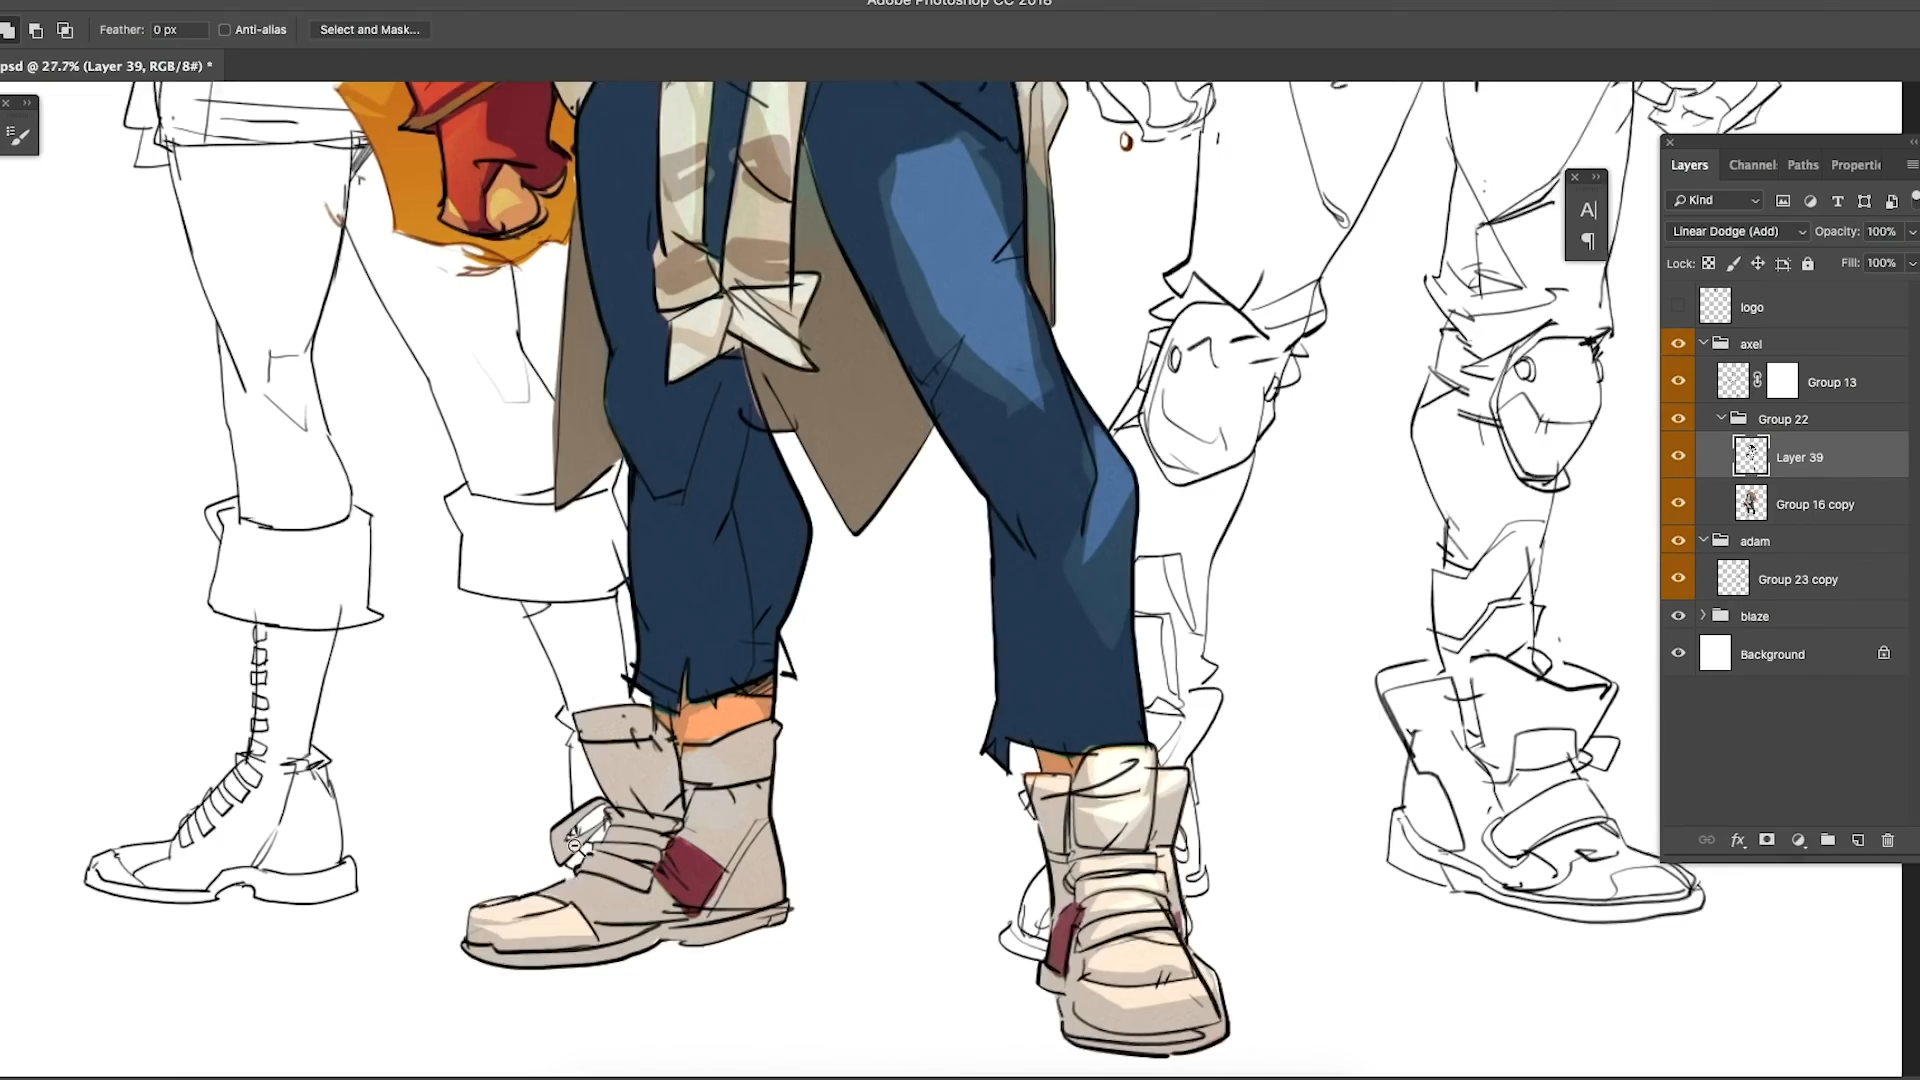 Adobe Photoshop CC 2018
Feather: 0 px Anti-alias Select and Mask...
psd @ 27.7% (Layer 39, RGB/8#) *
Layers Channel Paths Properti
Kind T
Linear Dodge (Add) Opacity: 100%
Lock: Fill: 100%
A|
¶
logo
axel
Group 13
Group 22
Layer 39
Group 16 copy
adam
Group 23 copy
blaze
Background
fx